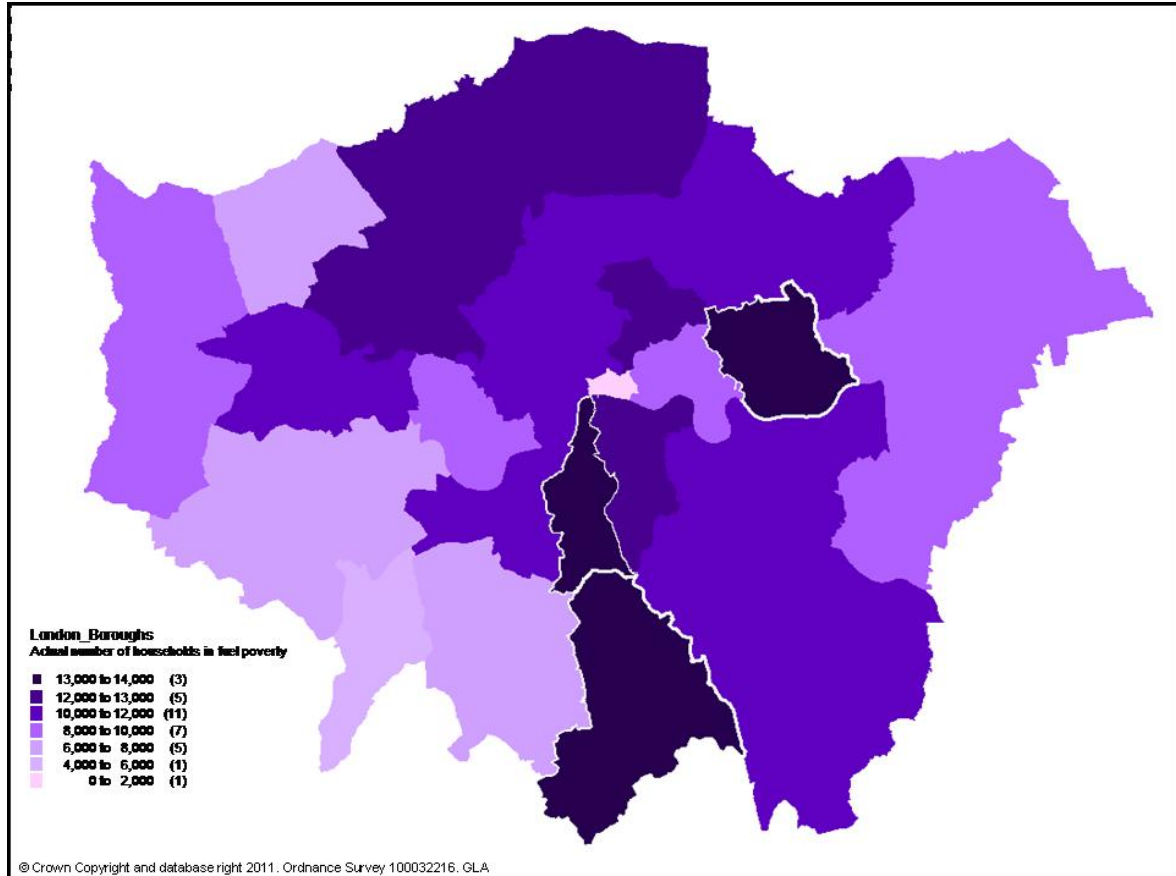 London_Boroughs
Actual number of households in fuel poverty
13,000 to 14,000 (3)
12,000 to 13,000 (5)
10,000 to 12,000 (11)
8,000 to 10,000 (7)
6,000 to 8,000 (5)
4,000 to 6,000 (1)
0 to 2,000 (1)
© Crown Copyright and database right 2011. Ordnance Survey 100032216. GLA